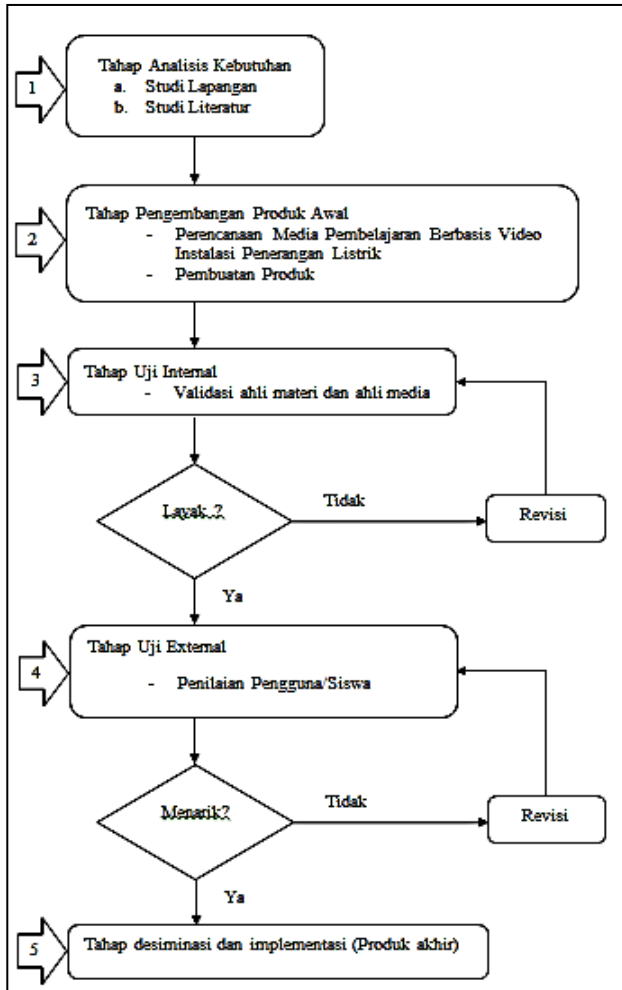 1
Tahap Analisis Kebutuhan
a. Studi Lapangan
b. Studi Literatur
2
Tahap Pengembangan Produk Awal
- Perencanaan Media Pembelajaran Berbasis Video
Instalasi Penerangan Listrik
- Pembuatan Produk
3
Tahap Uji Internal
- Validasi ahli materi dan ahli media
Layak ?
Tidak
Revisi
Ya
4
Tahap Uji External
- Penilaian Pengguna/Siswa
Menarik?
Tidak
Revisi
Ya
5
Tahap desiminasi dan implementasi (Produk akhir)